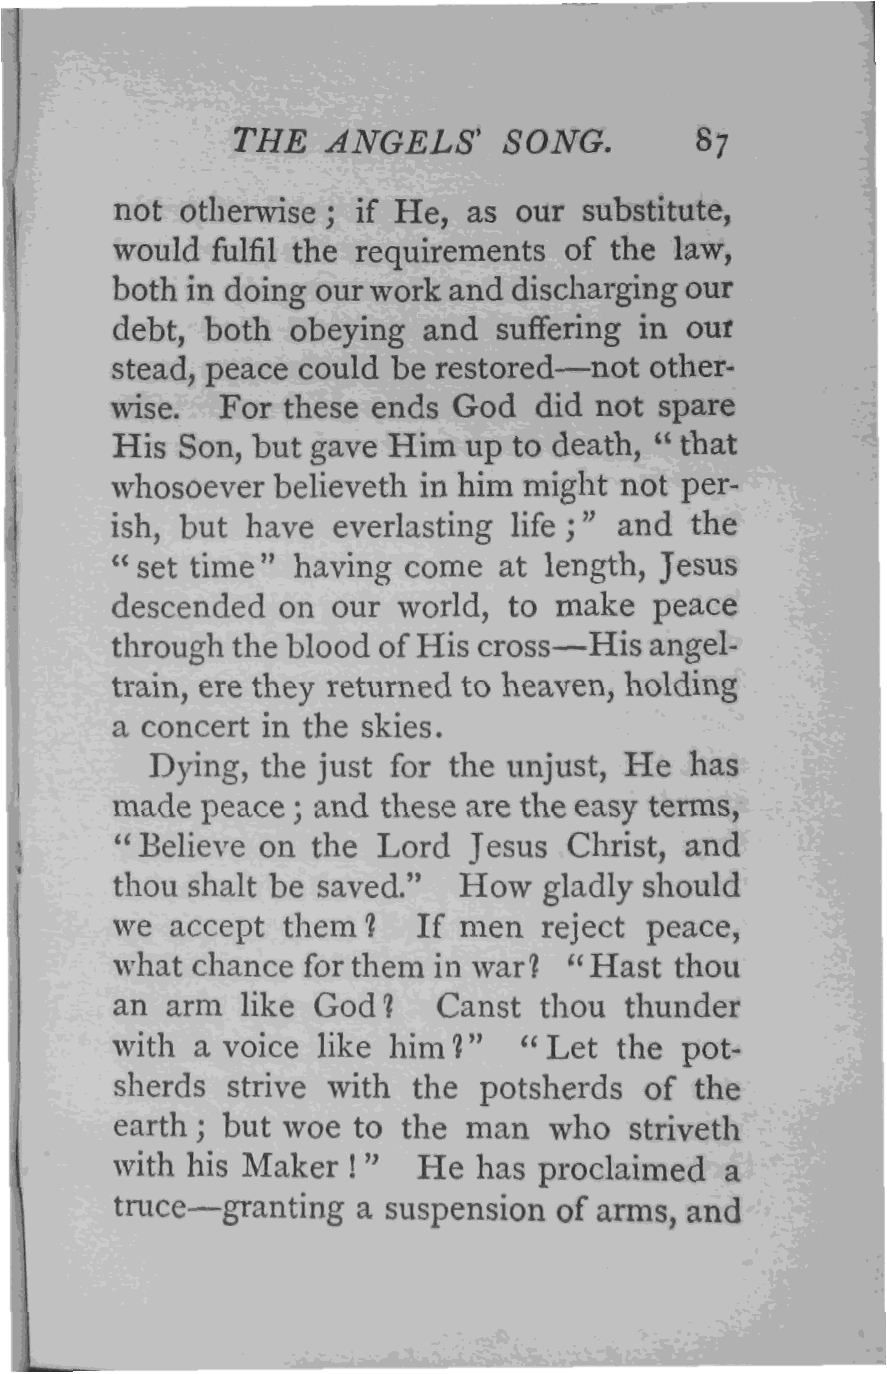 THE ANGELS' SONG. 87
not otherwise ; if He, as our substitute,
would fulfil the requirements of the law,
both in doing our work and discharging our
debt, both obeying and suffering in our
stead, peace could be restored—not other-
wise. For these ends God did not spare
His Son, but gave Him up to death, “ that
whosoever believeth in him might not per-
ish, but have everlasting life ;” and the
“ set time” having come at length, Jesus
descended on our world, to make peace
through the blood of His cross—His angel-
train, ere they returned to heaven, holding
a concert in the skies.
Dying, the just for the unjust, He has
made peace ; and these are the easy terms,
“ Believe on the Lord Jesus Christ, and
thou shalt be saved.” How gladly should
we accept them ? If men reject peace,
what chance for them in war? “ Hast thou
an arm like God ? Canst thou thunder
with a voice like him ?” “ Let the pot-
sherds strive with the potsherds of the
earth ; but woe to the man who striveth
with his Maker ! ” He has proclaimed a
truce—granting a suspension of arms, and